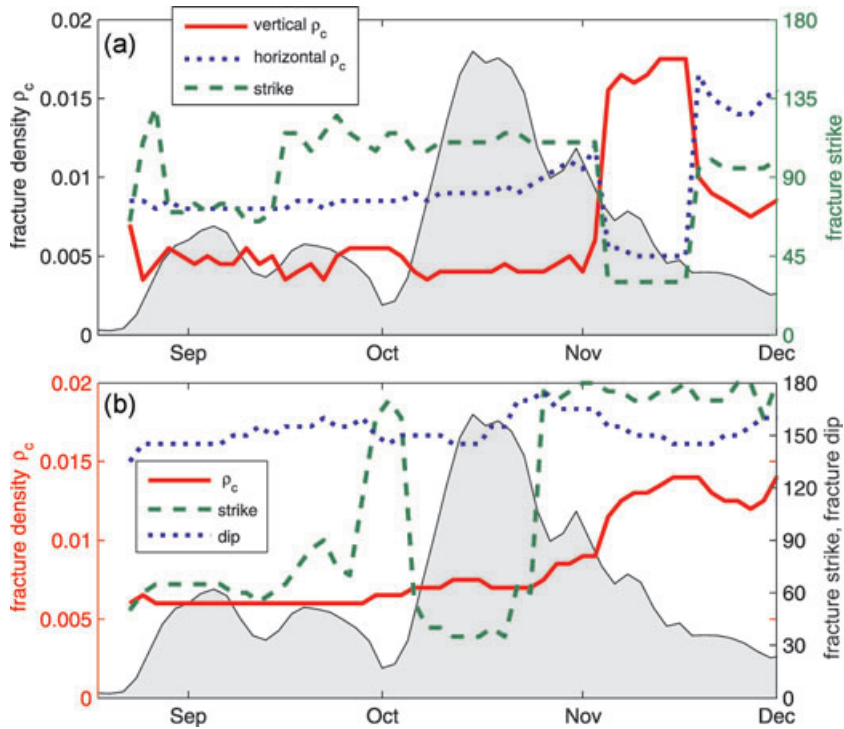 (a)
vertical ρc
horizontal ρc
strike
fracture density ρc
0.02
0.015
0.01
0.005
0
180
135
90
45
0
fracture strike
Sep
Oct
Nov
Dec
(b)
ρc
strike
dip
fracture density ρc
0.02
0.015
0.01
0.005
0
180
150
120
90
60
30
0
fracture strike, fracture dip
Sep
Oct
Nov
Dec